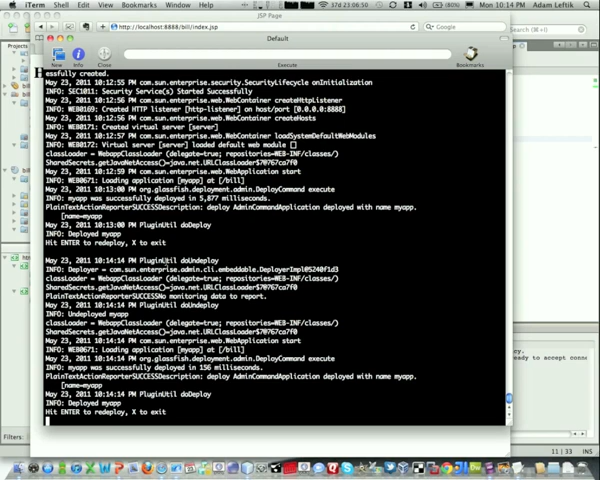 iTerm Shell View Bookmarks Window Help
37d 23:06:50
(80%)
Mon 10:14 PM Adam Leftik
JSP Page
http://localhost:8888/bill/index.jsp
Google
Default
New Info Close
Execute
Bookmarks
Projects
essfully created.
May 23, 2011 10:12:55 PM com.sun.enterprise.security.SecurityLifecycle onInitialization
INFO: SEC1011: Security Service(s) Started Successfully
May 23, 2011 10:12:56 PM com.sun.enterprise.web.WebContainer createHttpListener
INFO: WEB0169: Created HTTP listener [http-listener] on host/port [0.0.0.0:8888]
May 23, 2011 10:12:56 PM com.sun.enterprise.web.WebContainer createHosts
INFO: WEB0171: Created virtual server [server]
May 23, 2011 10:12:57 PM com.sun.enterprise.web.WebContainer loadSystemDefaultWebModules
INFO: WEB0172: Virtual server [server] loaded default web module []
classLoader = WebappClassLoader (delegate=true; repositories=WEB-INF/classes/)
SharedSecrets.getJavaNetAccess()=java.net.URLClassLoader$70767ca7f0
May 23, 2011 10:12:59 PM com.sun.enterprise.web.WebApplication start
INFO: WEB0671: Loading application [myapp] at [/bill]
May 23, 2011 10:13:00 PM org.glassfish.deployment.admin.DeployCommand execute
INFO: myapp was successfully deployed in 5,877 milliseconds.
PlainTextActionReporterSUCCESSDescription: deploy AdminCommandApplication deployed with name myapp.
[name=myapp
May 23, 2011 10:13:00 PM PluginUtil doDeploy
INFO: Deployed myapp
Hit ENTER to redeploy, X to exit
May 23, 2011 10:14:14 PM PluginUtil doUndeploy
INFO: Deployer = com.sun.enterprise.admin.cli.embeddable.DeployerImpl05240f1d3
classLoader = WebappClassLoader (delegate=true; repositories=WEB-INF/classes/)
SharedSecrets.getJavaNetAccess()=java.net.URLClassLoader$70767ca7f0
PlainTextActionReporterSUCCESSNo monitoring data to report.
May 23, 2011 10:14:14 PM PluginUtil doUndeploy
INFO: Undeployed myapp
classLoader = WebappClassLoader (delegate=true; repositories=WEB-INF/classes/)
SharedSecrets.getJavaNetAccess()=java.net.URLClassLoader$70767ca7f0
May 23, 2011 10:14:14 PM com.sun.enterprise.web.WebApplication start
INFO: WEB0671: Loading application [myapp] at [/bill]
May 23, 2011 10:14:14 PM org.glassfish.deployment.admin.DeployCommand execute
INFO: myapp was successfully deployed in 156 milliseconds.
PlainTextActionReporterSUCCESSDescription: deploy AdminCommandApplication deployed with name myapp.
[name=myapp
May 23, 2011 10:14:14 PM PluginUtil doDeploy
INFO: Deployed myapp
Hit ENTER to redeploy, X to exit
ready to accept conne
Filters:
11 | 33 INS